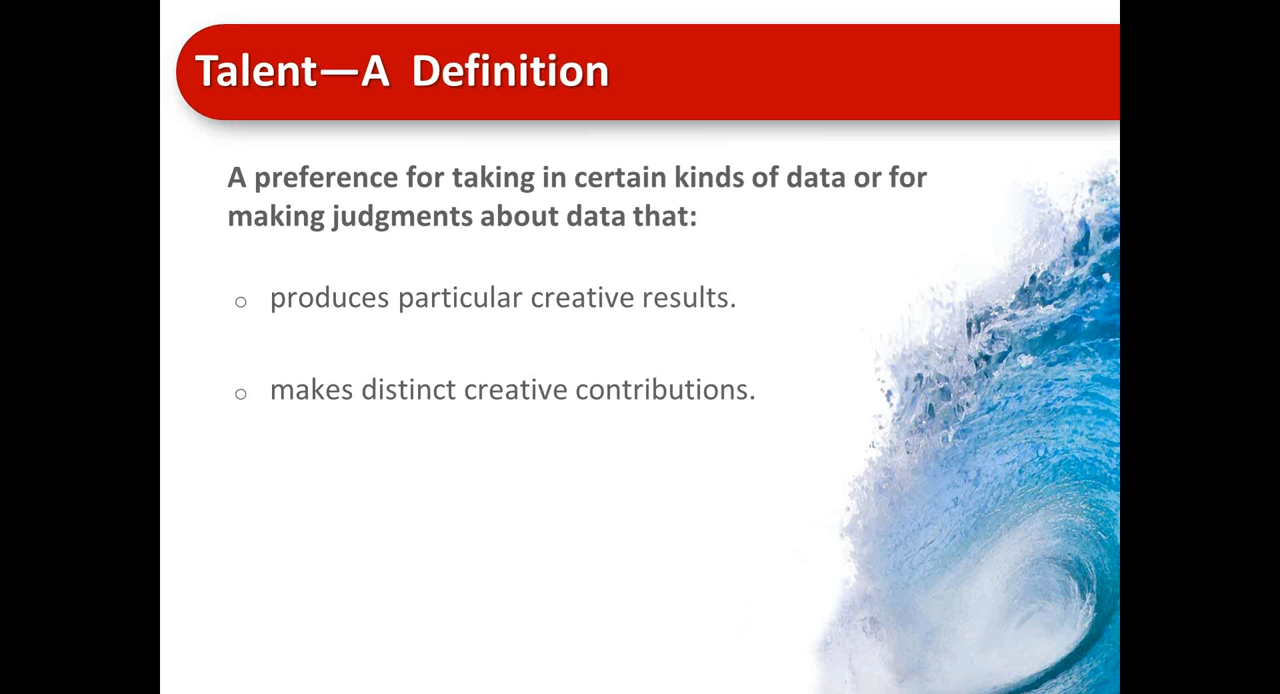 Talent—A  Definition
A preference for taking in certain kinds of data or for
making judgments about data that:
○ produces particular creative results.
○ makes distinct creative contributions.